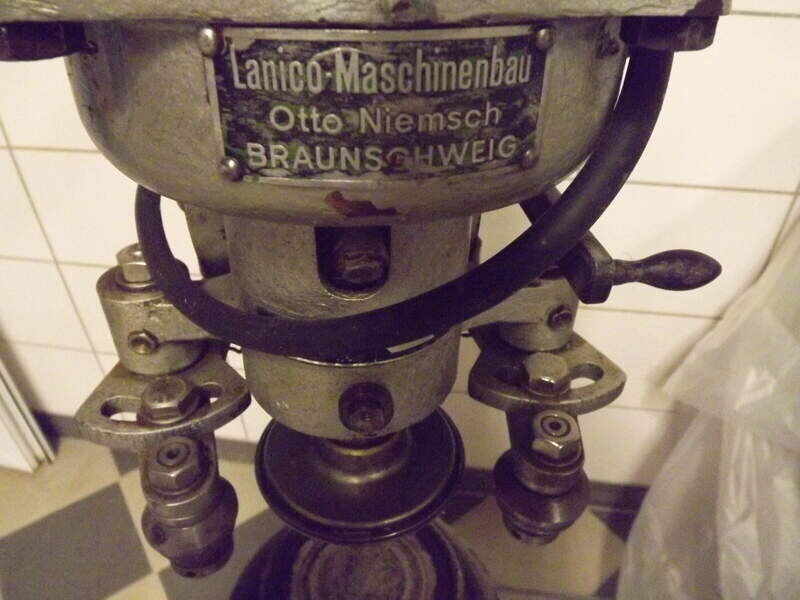 Lanico-Maschinenbau
Otto Niemsch
BRAUNSCHWEIG